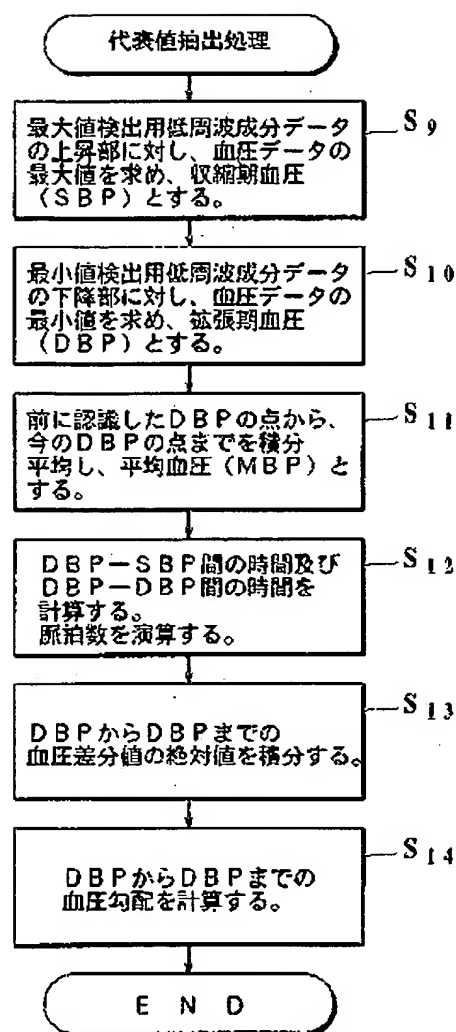 代表値抽出処理
S9
最大値検出用低周波成分データ
の上昇部に対し、血圧データの
最大値を求め、収縮期血圧
(SBP)とする。
S10
最小値検出用低周波成分データ
の下降部に対し、血圧データの
最小値を求め、拡張期血圧
(DBP)とする。
S11
前に認識したDBPの点から、
今のDBPの点までを積分
平均し、平均血圧(MBP)と
する。
S12
DBP-SBP間の時間及び
DBP-DBP間の時間を
計算する。
脈拍数を演算する。
S13
DBPからDBPまでの
血圧差分値の絶対値を積分する。
S14
DBPからDBPまでの
血圧勾配を計算する。
END